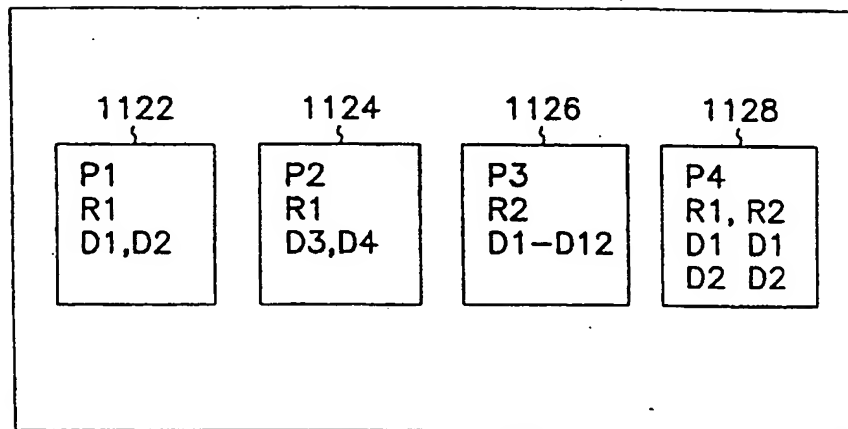 1122
P1
R1
D1,D2
1124
P2
R1
D3,D4
1126
P3
R2
D1-D12
1128
P4
R1, R2
D1 D1
D2 D2